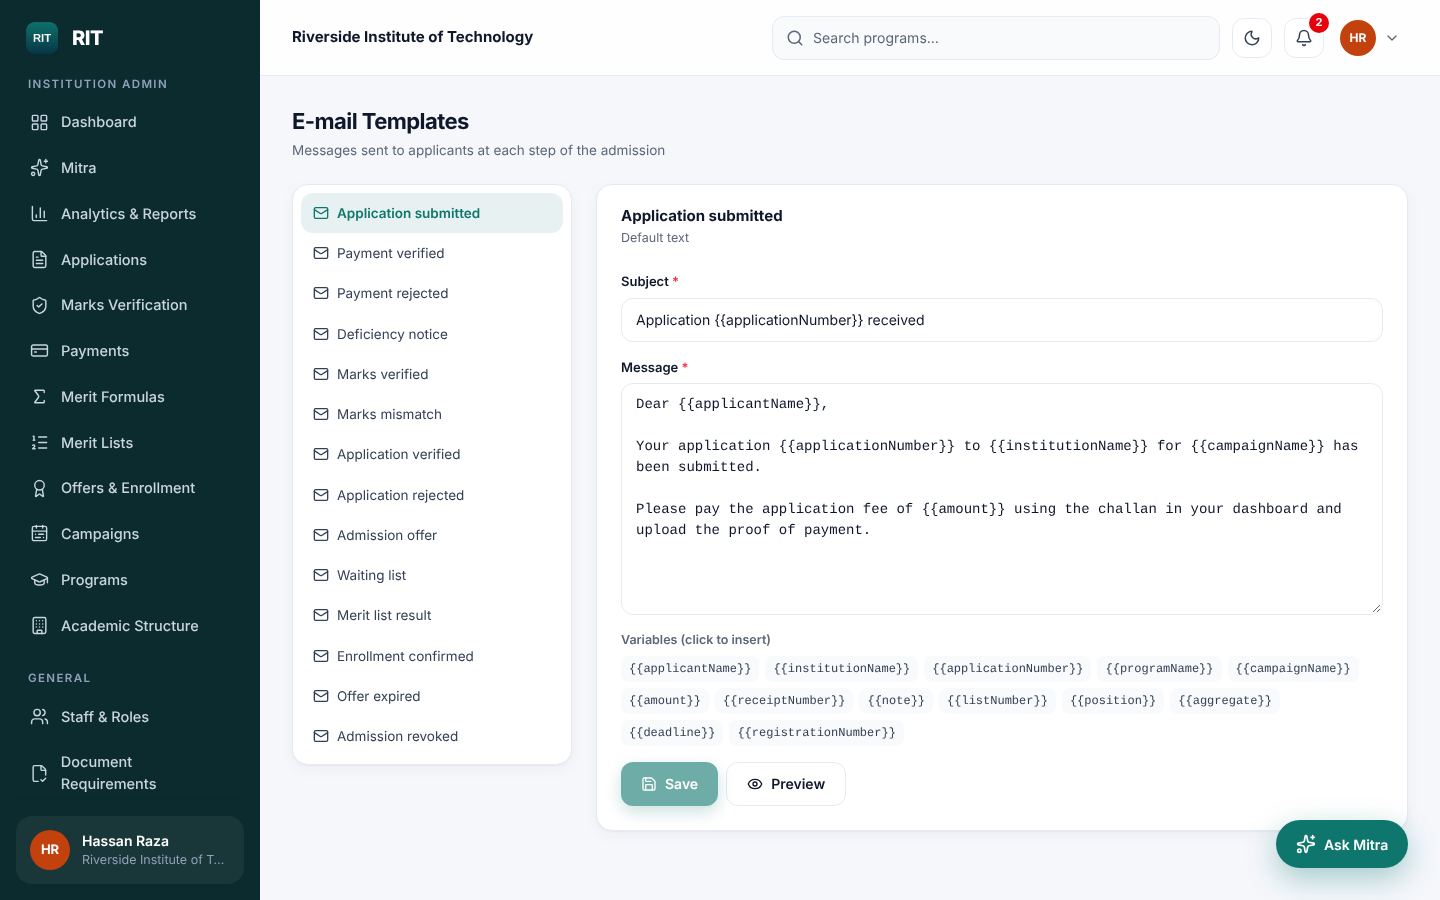 RIT
RIT
INSTITUTION ADMIN
Dashboard
Mitra
Analytics & Reports
Applications
Marks Verification
Payments
Merit Formulas
Merit Lists
Offers & Enrollment
Campaigns
Programs
Academic Structure
GENERAL
Staff & Roles
Document
Requirements
HR
Hassan Raza
Riverside Institute of T...
Riverside Institute of Technology
Search programs...
2
HR
E-mail Templates
Messages sent to applicants at each step of the admission
Application submitted
Payment verified
Payment rejected
Deficiency notice
Marks verified
Marks mismatch
Application verified
Application rejected
Admission offer
Waiting list
Merit list result
Enrollment confirmed
Offer expired
Admission revoked
Application submitted
Default text
Subject *
Application {{applicationNumber}} received
Message *
Dear {{applicantName}},
Your application {{applicationNumber}} to {{institutionName}} for {{campaignName}} has
been submitted.
Please pay the application fee of {{amount}} using the challan in your dashboard and
upload the proof of payment.
Variables (click to insert)
{{applicantName}} {{institutionName}} {{applicationNumber}} {{programName}} {{campaignName}}
{{amount}} {{receiptNumber}} {{note}} {{listNumber}} {{position}} {{aggregate}}
{{deadline}} {{registrationNumber}}
Save
Preview
Ask Mitra